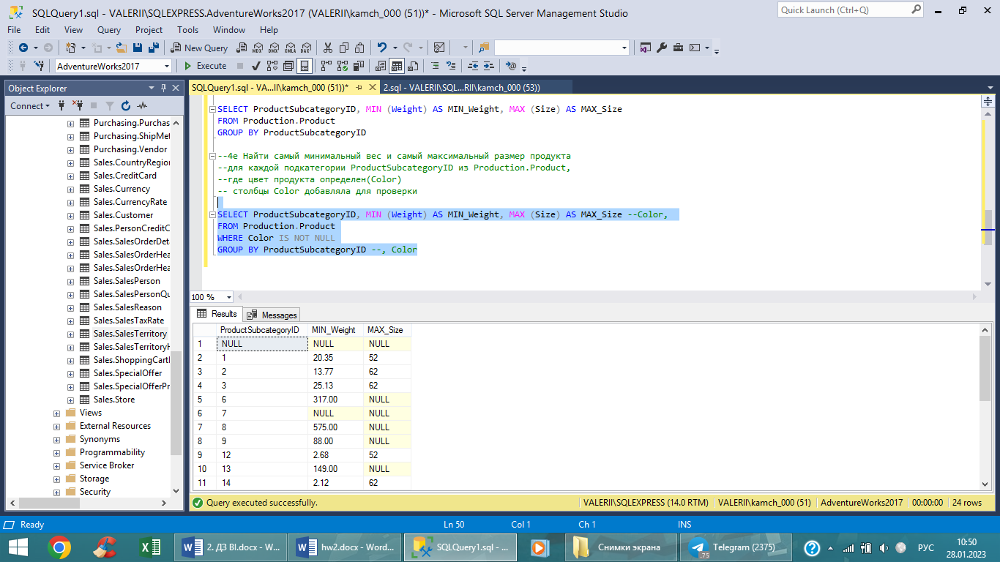 SQLQuery1.sql - VALERII\SQLEXPRESS.AdventureWorks2017 (VALERII\kamch_000 (51))* - Microsoft SQL Server Management Studio
Quick Launch (Ctrl+Q)
File Edit View Query Project Tools Window Help
New Query
MDX DMX XMLA DAX
AdventureWorks2017
Execute
Object Explorer
SQLQuery1.sql - VA...II\kamch_000 (51))*
2.sql - VALERII\SQL...RII\kamch_000 (53))
Connect
Purchasing.Purchas
Purchasing.ShipMet
Purchasing.Vendor
Sales.CountryRegion
Sales.CreditCard
Sales.Currency
Sales.CurrencyRate
Sales.Customer
Sales.PersonCreditC
Sales.SalesOrderDet
Sales.SalesOrderHea
Sales.SalesOrderHea
Sales.SalesPerson
Sales.SalesPersonQu
Sales.SalesReason
Sales.SalesTaxRate
Sales.SalesTerritory
Sales.SalesTerritoryH
Sales.ShoppingCartI
Sales.SpecialOffer
Sales.SpecialOfferPr
Sales.Store
Views
External Resources
Synonyms
Programmability
Service Broker
Storage
Security
SELECT ProductSubcategoryID, MIN (Weight) AS MIN_Weight, MAX (Size) AS MAX_Size
FROM Production.Product
GROUP BY ProductSubcategoryID
--4e Найти самый минимальный вес и самый максимальный размер продукта
--для каждой подкатегории ProductSubcategoryID из Production.Product,
--где цвет продукта определен(Color)
-- столбцы Color добавляла для проверки
SELECT ProductSubcategoryID, MIN (Weight) AS MIN_Weight, MAX (Size) AS MAX_Size --Color,
FROM Production.Product
WHERE Color IS NOT NULL
GROUP BY ProductSubcategoryID --, Color
100 %
Results Messages
ProductSubcategoryID MIN_Weight MAX_Size
1 NULL NULL NULL
2 1 20.35 52
3 2 13.77 62
4 3 25.13 62
5 6 317.00 NULL
6 7 NULL NULL
7 8 575.00 NULL
8 9 88.00 NULL
9 12 2.68 52
10 13 149.00 NULL
11 14 2.12 62
Query executed successfully.
VALERII\SQLEXPRESS (14.0 RTM) VALERII\kamch_000 (51) AdventureWorks2017 00:00:00 24 rows
Ready Ln 50 Col 1 Ch 1 INS
2. ДЗ BI.docx - W...
hw2.docx - Word...
SQLQuery1.sql - ...
Снимки экрана
Telegram (2375)
.75
РУС
10:50
28.01.2023